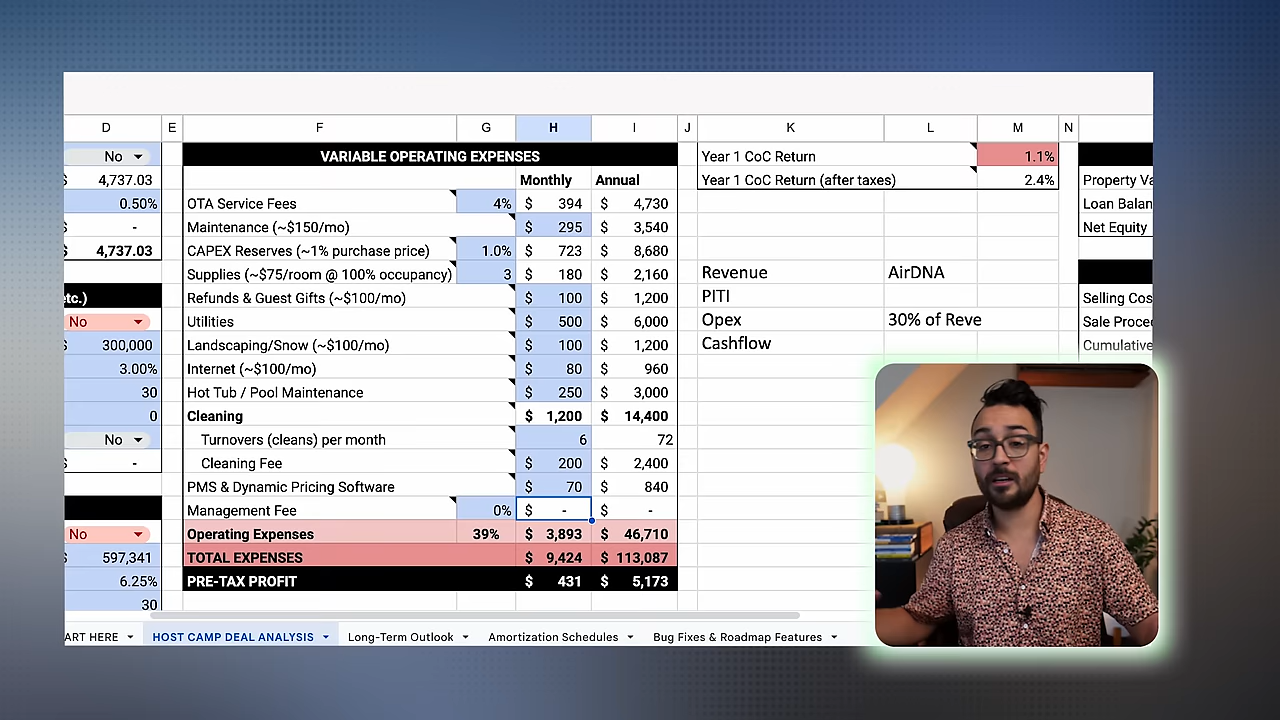 D E F G H I J K L M N
No VARIABLE OPERATING EXPENSES Year 1 CoC Return 1.1%
4,737.03 Monthly Annual Year 1 CoC Return (after taxes) 2.4% Property Va
0.50% OTA Service Fees 4% $ 394 $ 4,730 Loan Balan
- Maintenance (~$150/mo) $ 295 $ 3,540 Net Equity
4,737.03 CAPEX Reserves (~1% purchase price) 1.0% $ 723 $ 8,680
Supplies (~$75/room @ 100% occupancy) 3 $ 180 $ 2,160 Revenue AirDNA
etc.) Refunds & Guest Gifts (~$100/mo) $ 100 $ 1,200 PITI Selling Cos
No Utilities $ 500 $ 6,000 Opex 30% of Reve Sale Procee
300,000 Landscaping/Snow (~$100/mo) $ 100 $ 1,200 Cashflow Cumulative
3.00% Internet (~$100/mo) $ 80 $ 960
30 Hot Tub / Pool Maintenance $ 250 $ 3,000
0 Cleaning $ 1,200 $ 14,400
No Turnovers (cleans) per month 6 72
- Cleaning Fee $ 200 $ 2,400
PMS & Dynamic Pricing Software $ 70 $ 840
Management Fee 0% $ - $ -
No Operating Expenses 39% $ 3,893 $ 46,710
597,341 TOTAL EXPENSES $ 9,424 $ 113,087
6.25% PRE-TAX PROFIT $ 431 $ 5,173
30
ART HERE HOST CAMP DEAL ANALYSIS Long-Term Outlook Amortization Schedules Bug Fixes & Roadmap Features